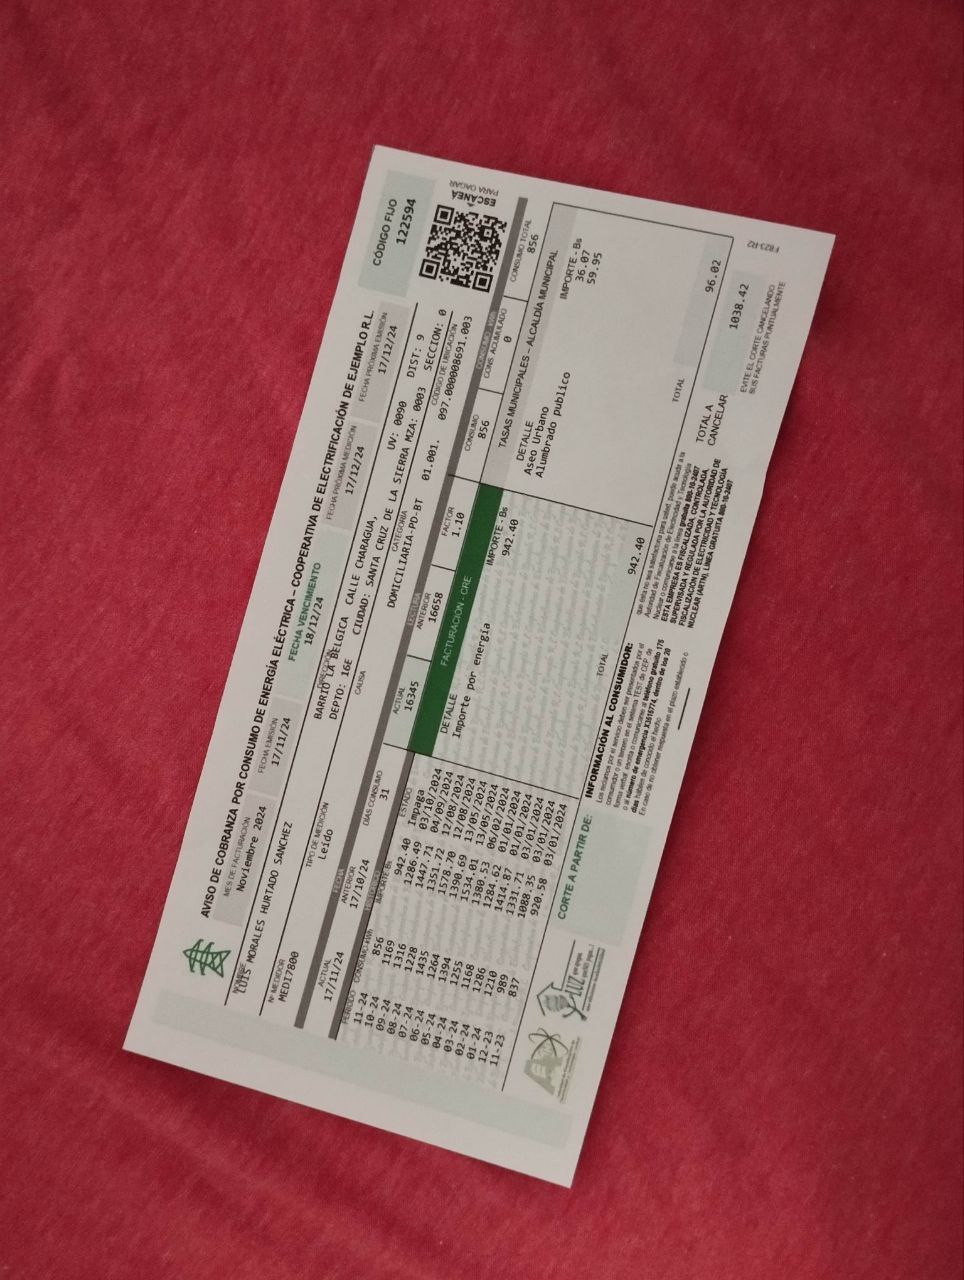 AVISO DE COBRANZA POR CONSUMO DE ENERGÍA ELÉCTRICA – COOPERATIVA DE ELECTRIFICACIÓN DE EJEMPLO R.L.
CÓDIGO FIJO
122594
MES DE FACTURACIÓN
Noviembre 2024
FECHA EMISIÓN
17/11/24
FECHA VENCIMIENTO
18/12/24
FECHA PRÓXIMA MEDICIÓN
17/12/24
FECHA PRÓXIMA EMISIÓN
17/12/24
ESCANEA
PARA OAGAR
NOMBRE
LUIS MORALES HURTADO SANCHEZ
DIRECCIÓN
BARRIO LA BELGICA CALLE CHARAGUA, UV: 0090 DIST: 9
DEPTO: 16E CIUDAD: SANTA CRUZ DE LA SIERRA MZA: 0003 SECCION: 0
Nº MEDIDOR
MEDI7800
TIPO DE MEDICIÓN
Leído
CAUSA
CATEGORIA
DOMICILIARIA-PD-BT
CÓDIGO DE UBICACIÓN
01.001. 097.000008691.003
FECHA
ACTUAL
17/11/24
ANTERIOR
17/10/24
DÍAS CONSUMO
31
LECTURA
ACTUAL
16345
ANTERIOR
16658
FACTOR
1.10
CONSUMO
856
CONSUMO - kWh
CONS. ACUMULADO
0
CONSUMO TOTAL
856
PERIODO CONSUMO kWh IMPORTE Bs ESTADO
11-24 856 942.40 Impaga
10-24 1169 1286.49 03/10/2024
09-24 1316 1447.71 04/09/2024
08-24 1228 1351.72 12/08/2024
07-24 1435 1578.70 12/08/2024
06-24 1264 1390.69 13/05/2024
05-24 1394 1534.01 13/05/2024
04-24 1255 1380.53 06/02/2024
03-24 1168 1284.62 01/01/2024
02-24 1286 1414.87 01/01/2024
01-24 1210 1331.71 03/01/2024
12-23 989 1088.35 03/01/2024
11-23 837 920.58 03/01/2024
FACTURACIÓN - CRE
DETALLE IMPORTE - Bs
Importe por energía 942.40
TOTAL 942.40
TASAS MUNICIPALES – ALCALDÍA MUNICIPAL
DETALLE IMPORTE - Bs
Aseo Urbano 36.07
Alumbrado publico 59.95
TOTAL 96.02
CORTE A PARTIR DE:
INFORMACIÓN AL CONSUMIDOR:
ESTA EMPRESA ES FISCALIZADA, CONTROLADA,
SUPERVISADA Y REGULADA POR LA AUTORIDAD DE
FISCALIZACIÓN DE ELECTRICIDAD Y TECNOLOGÍA
NUCLEAR (AETN), LÍNEA GRATUITA 800-10-2407
TOTAL A
CANCELAR
1038.42
EVITE EL CORTE CANCELANDO
SUS FACTURAS PUNTUALMENTE